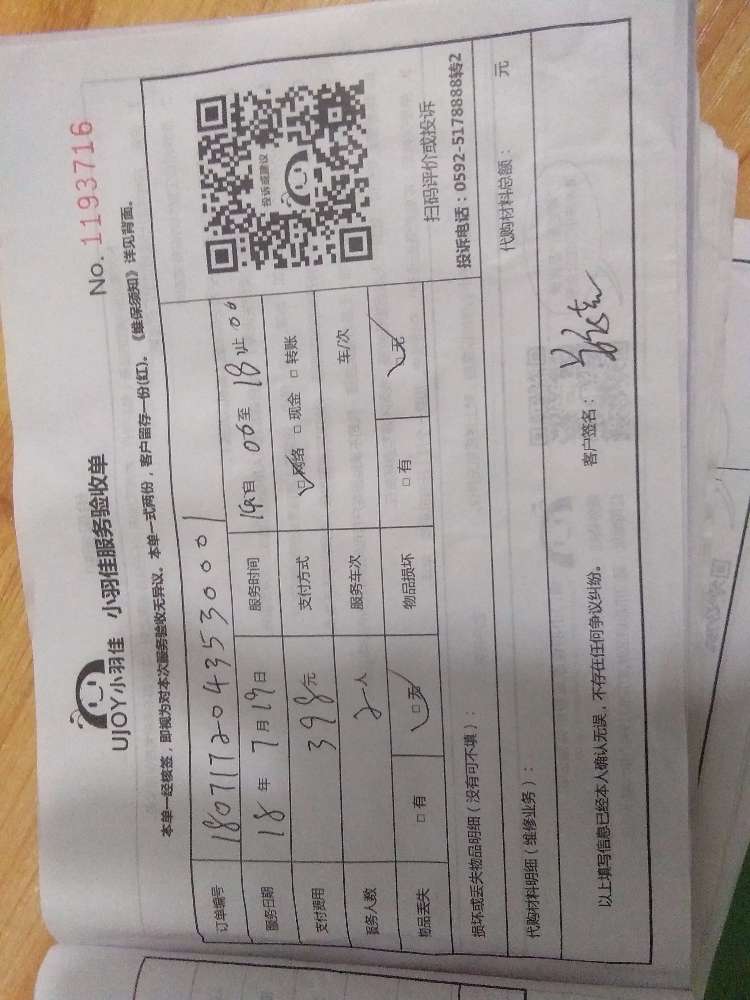 UJOY小羽佳 小羽佳服务验收单 No. 1193716
本单一经核签，即视为对本次服务验收无异议。本单一式两份，客户留存一份(红)。《维保须知》详见背面。
订单编号 1807172043530001
服务日期 18 年 7 月 19 日 服务时间 自 00 至 18 止 00
支付费用 398 元 支付方式 □ 网络 □ 现金 □ 转账
服务人数 2 人 服务车次 车/次
物品丢失 □ 有 □ 无 物品损坏 □ 有 □ 无
投诉或建议
扫码评价或投诉
投诉电话：0592-5178888转2
损坏或丢失物品明细（没有可不填）：
代购材料明细（维修业务）： 代购材料总额： 元
以上填写信息已经本人确认无误，不存在任何争议纠纷。 客户签名：